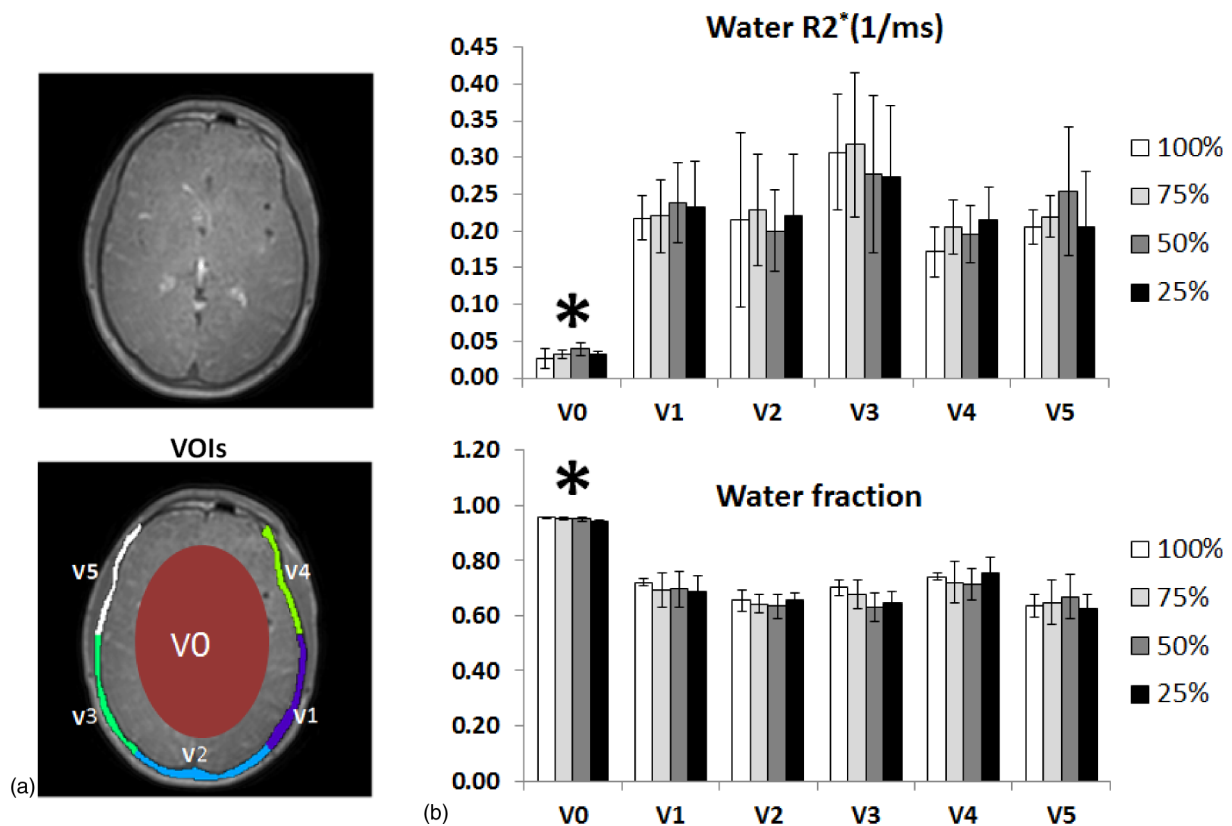 Water R2*(1/ms)
0.45
0.40
0.35
0.30
0.25
0.20
0.15
0.10
0.05
0.00
*
V0 V1 V2 V3 V4 V5
100%
75%
50%
25%
VOIs
V5
V4
V0
V3
V1
V2
(a)
Water fraction
1.20
1.00
0.80
0.60
0.40
0.20
0.00
*
V0 V1 V2 V3 V4 V5
100%
75%
50%
25%
(b)